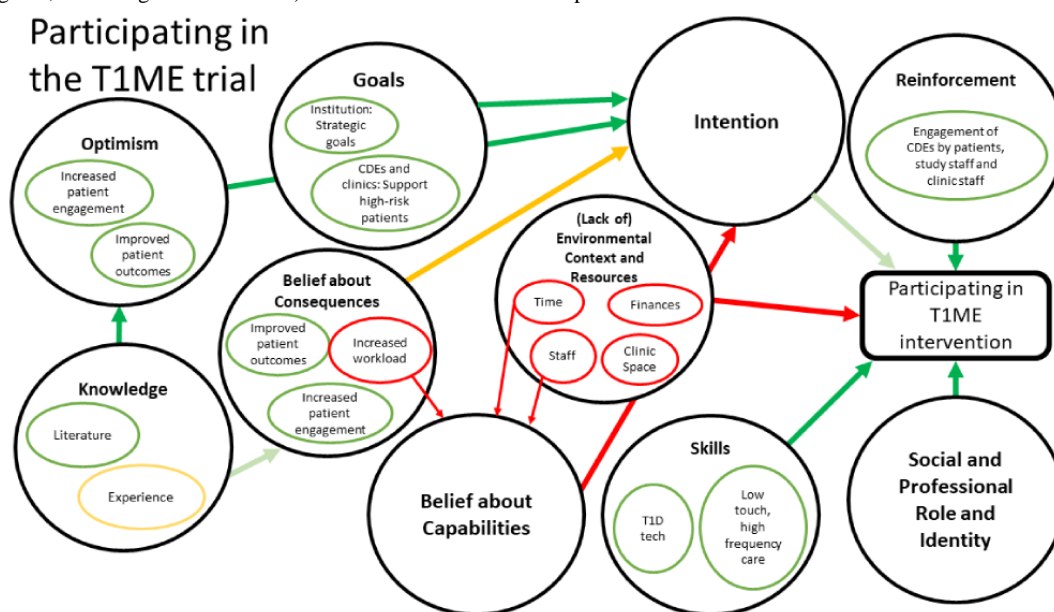 Participating in
the T1ME trial
Optimism
Increased
patient
engagement
Improved
patient
outcomes
Goals
Institution:
Strategic
goals
CDEs and
clinics: Support
high-risk
patients
Intention
Reinforcement
Engagement of
CDEs by patients,
study staff and
clinic staff
Knowledge
Literature
Experience
Belief about
Consequences
Improved
patient
outcomes
Increased
workload
Increased
patient
engagement
(Lack of)
Environmental
Context and
Resources
Time
Finances
Staff
Clinic
Space
Participating in
T1ME
intervention
Belief about
Capabilities
Skills
T1D
tech
Low
touch,
high
frequency
care
Social and
Professional
Role and
Identity